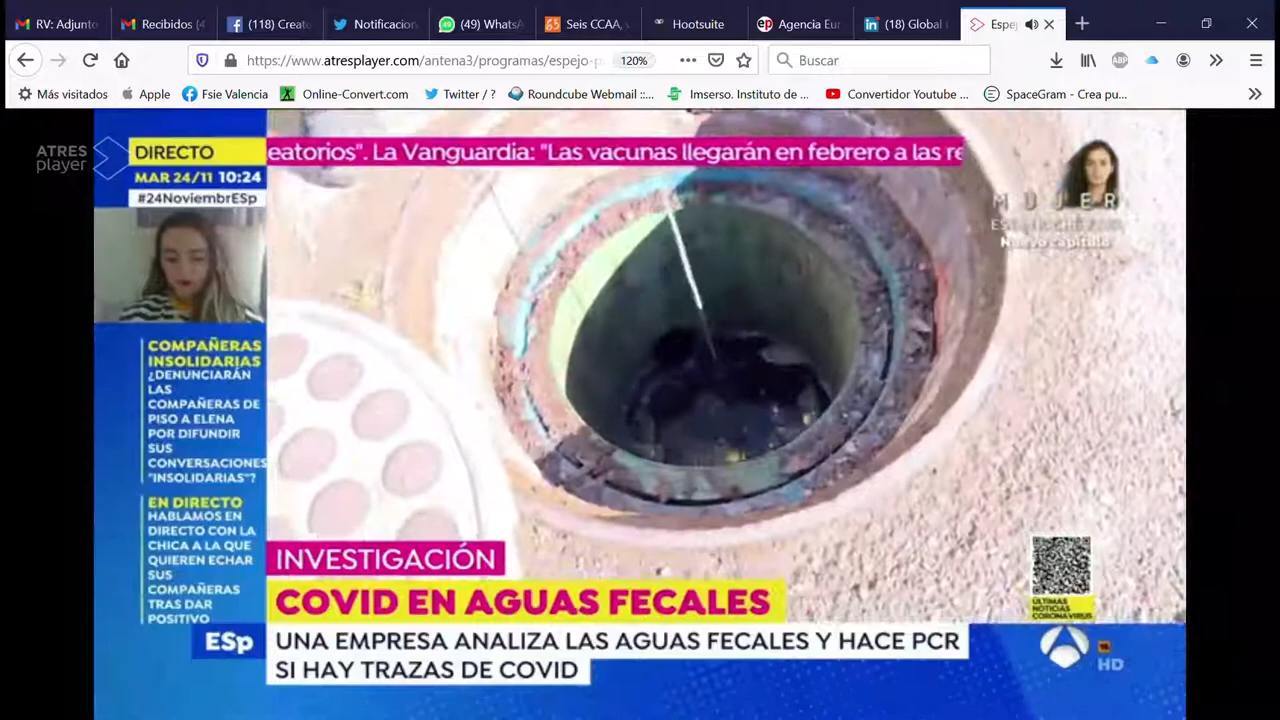 RV: Adjunto
Recibidos (4
(118) Create
Notificacion
(49) WhatsA
Seis CCAA, s
Hootsuite
Agencia Eur
(18) Global
Espej
https://www.atresplayer.com/antena3/programas/espejo-p
120%
Buscar
Más visitados
Apple
Fsie Valencia
Online-Convert.com
Twitter / ?
Roundcube Webmail ::...
Imserso. Instituto de ...
Convertidor Youtube ...
SpaceGram - Crea pu...
ATRES
player
DIRECTO
eatorios". La Vanguardia: "Las vacunas llegarán en febrero a las re
MAR 24/11 10:24
#24NoviembrESp
MUJER
Nuevo capítulo
COMPAÑERAS
INSOLIDARIAS
¿DENUNCIARÁN
LAS
COMPAÑERAS DE
PISO A ELENA
POR DIFUNDIR
SUS
CONVERSACIONES
"INSOLIDARIAS"?
EN DIRECTO
HABLAMOS EN
DIRECTO CON LA
CHICA A LA QUE
QUIEREN ECHAR
SUS
COMPAÑERAS
TRAS DAR
POSITIVO
INVESTIGACIÓN
COVID EN AGUAS FECALES
ESp
UNA EMPRESA ANALIZA LAS AGUAS FECALES Y HACE PCR
SI HAY TRAZAS DE COVID
ÚLTIMAS
NOTICIAS
CORONAVIRUS
HD